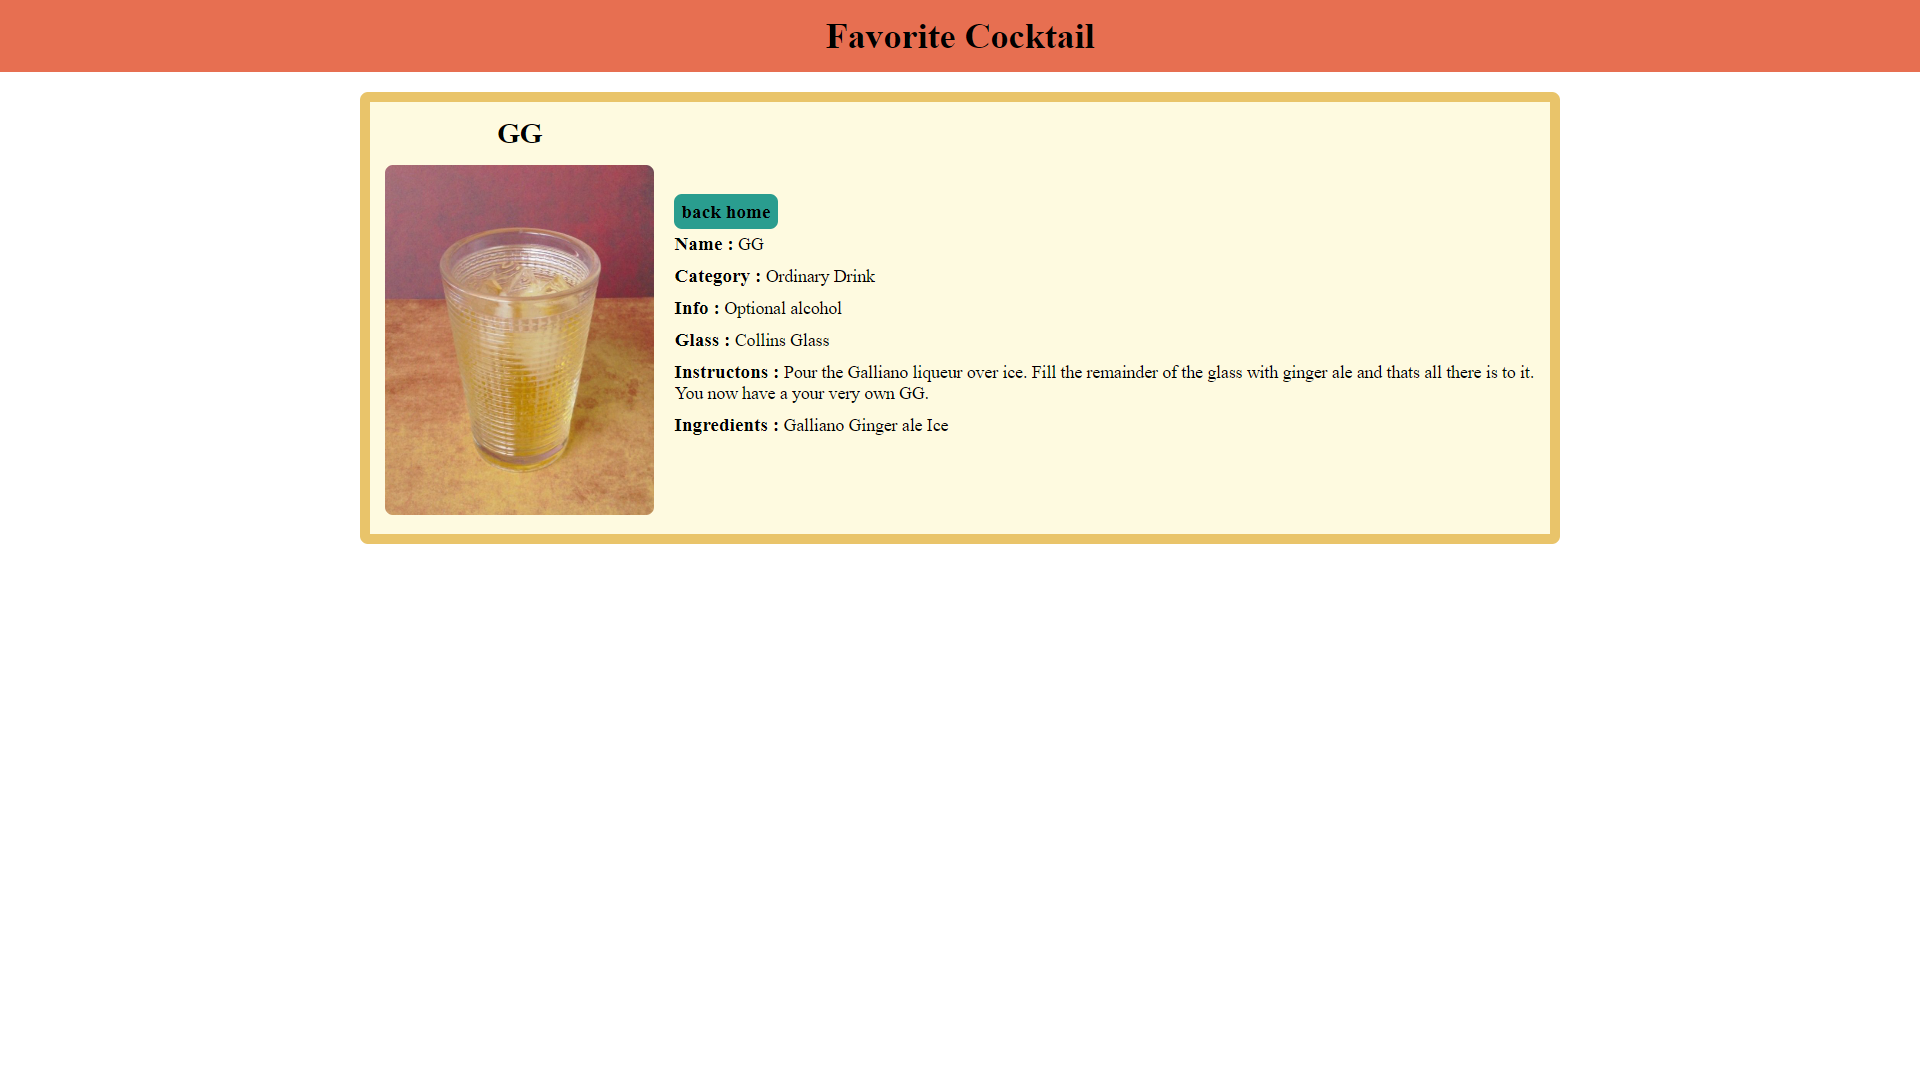 Favorite Cocktail
GG
back home
Name : GG
Category : Ordinary Drink
Info : Optional alcohol
Glass : Collins Glass
Instructons : Pour the Galliano liqueur over ice. Fill the remainder of the glass with ginger ale and thats all there is to it.
You now have a your very own GG.
Ingredients : Galliano Ginger ale Ice